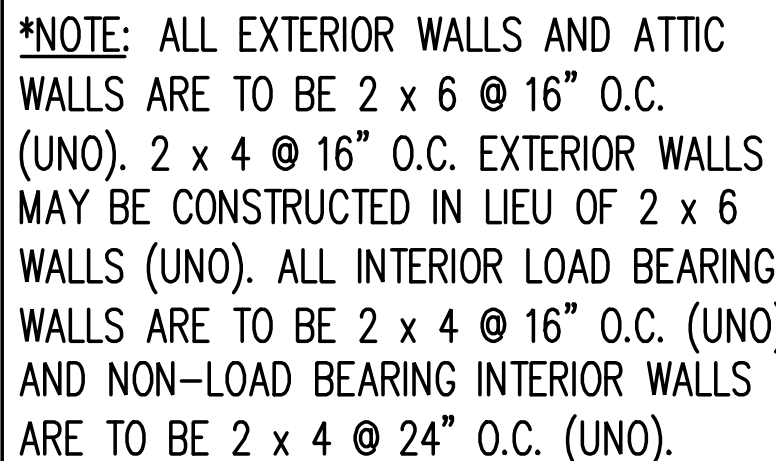 *NOTE: ALL EXTERIOR WALLS AND ATTIC
WALLS ARE TO BE 2 x 6 @ 16” O.C.
(UNO). 2 x 4 @ 16” O.C. EXTERIOR WALLS
MAY BE CONSTRUCTED IN LIEU OF 2 x 6
WALLS (UNO). ALL INTERIOR LOAD BEARING
WALLS ARE TO BE 2 x 4 @ 16” O.C. (UNO)
AND NON-LOAD BEARING INTERIOR WALLS
ARE TO BE 2 x 4 @ 24” O.C. (UNO).